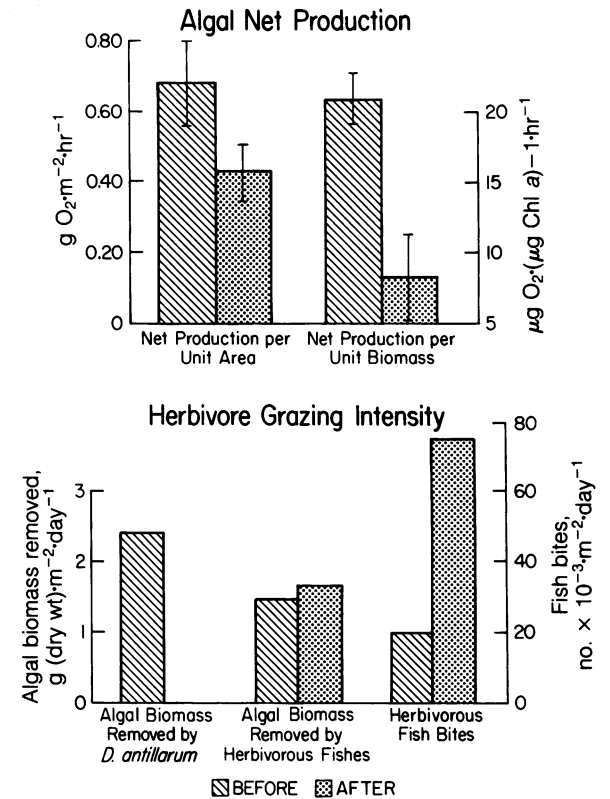 Algal Net Production
0.80
0.60
0.40
0.20
0
g O₂·m⁻²·hr⁻¹
20
15
10
5
µg O₂·(µg Chl a)−1·hr⁻¹
Net Production per
Unit Area
Net Production per
Unit Biomass
Herbivore Grazing Intensity
3
2
1
0
Algal biomass removed,
g (dry wt)·m⁻²·day⁻¹
80
60
40
20
0
Fish bites,
no. × 10⁻³·m⁻²·day⁻¹
Algal Biomass
Removed by
D. antillarum
Algal Biomass
Removed by
Herbivorous Fishes
Herbivorous
Fish Bites
BEFORE AFTER